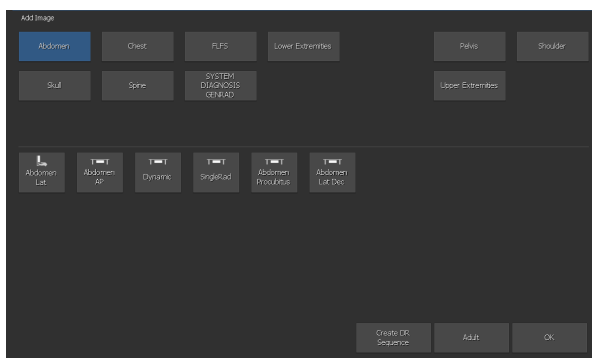 Add Image
Abdomen
Chest
FLFS
Lower Extremities
Pelvis
Shoulder
Skull
Spine
SYSTEM
DIAGNOSIS
GENRAD
Upper Extremities
Abdomen
Lat
Abdomen
AP
Dynamic
SingleRad
Abdomen
Procubitus
Abdomen
Lat Dec
Create DR
Sequence
Adult
OK